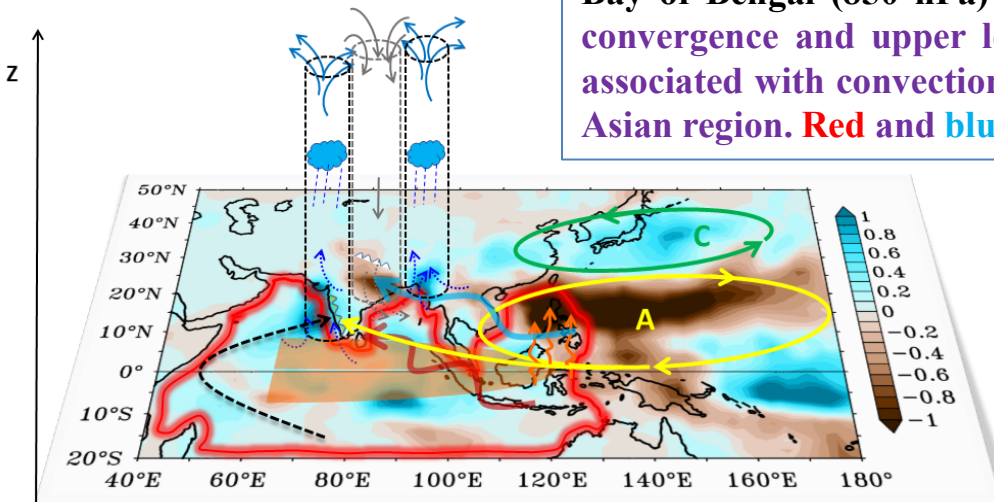 Bay of Bengal (850 hPa)
convergence and upper le
associated with convection
Asian region. Red and blu
Z
50°N
40°N
30°N
20°N
10°N
0°
10°S
20°S
40°E 60°E 80°E 100°E 120°E 140°E 160°E 180°
C
A
1
0.8
0.6
0.4
0.2
0
−0.2
−0.4
−0.6
−0.8
−1